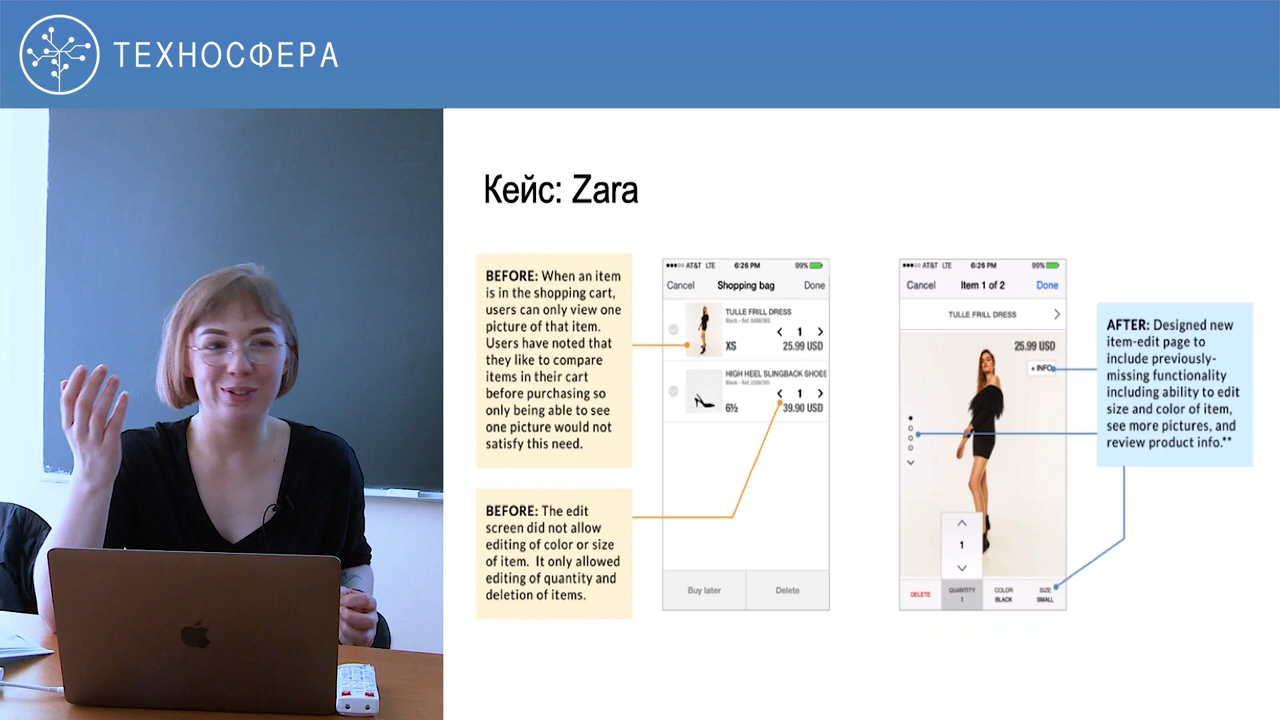 ТЕХНОСФЕРА
Кейс: Zara
BEFORE: When an item
is in the shopping cart,
users can only view one
picture of that item.
Users have noted that
they like to compare
items in their cart
before purchasing so
only being able to see
one picture would not
satisfy this need.
BEFORE: The edit
screen did not allow
editing of color or size
of item. It only allowed
editing of quantity and
deletion of items.
AT&T LTE 6:26 PM 99%
Cancel Shopping bag Done
TULLE FRILL DRESS
1
XS 25.99 USD
HIGH HEEL SLINGBACK SHOES
1
6½ 39.90 USD
Buy later Delete
AT&T LTE 6:26 PM 99%
Cancel Item 1 of 2 Done
TULLE FRILL DRESS
25.99 USD
+ INFO
1
DELETE QUANTITY COLOR SIZE
1 BLACK SMALL
AFTER: Designed new
item-edit page to
include previously-
missing functionality
including ability to edit
size and color of item,
see more pictures, and
review product info.**